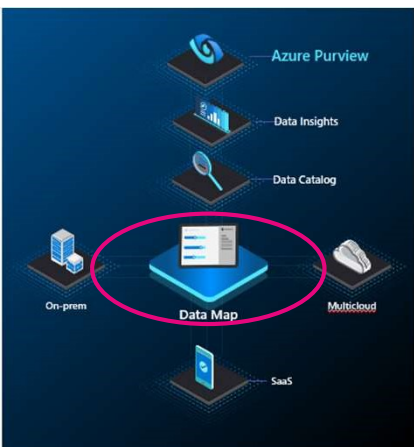 Azure Purview
Data Insights
Data Catalog
On-prem
Data Map
Multicloud
SaaS